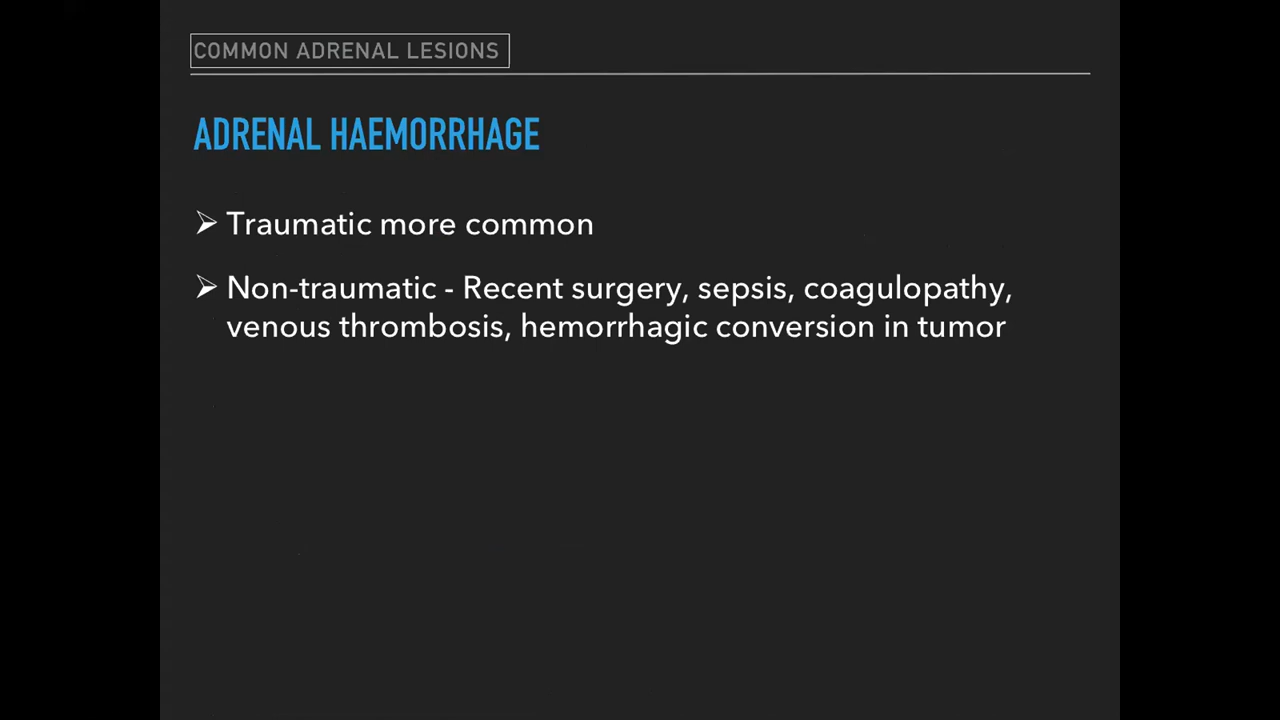 COMMON ADRENAL LESIONS
ADRENAL HAEMORRHAGE
➢ Traumatic more common
➢ Non-traumatic - Recent surgery, sepsis, coagulopathy,
venous thrombosis, hemorrhagic conversion in tumor